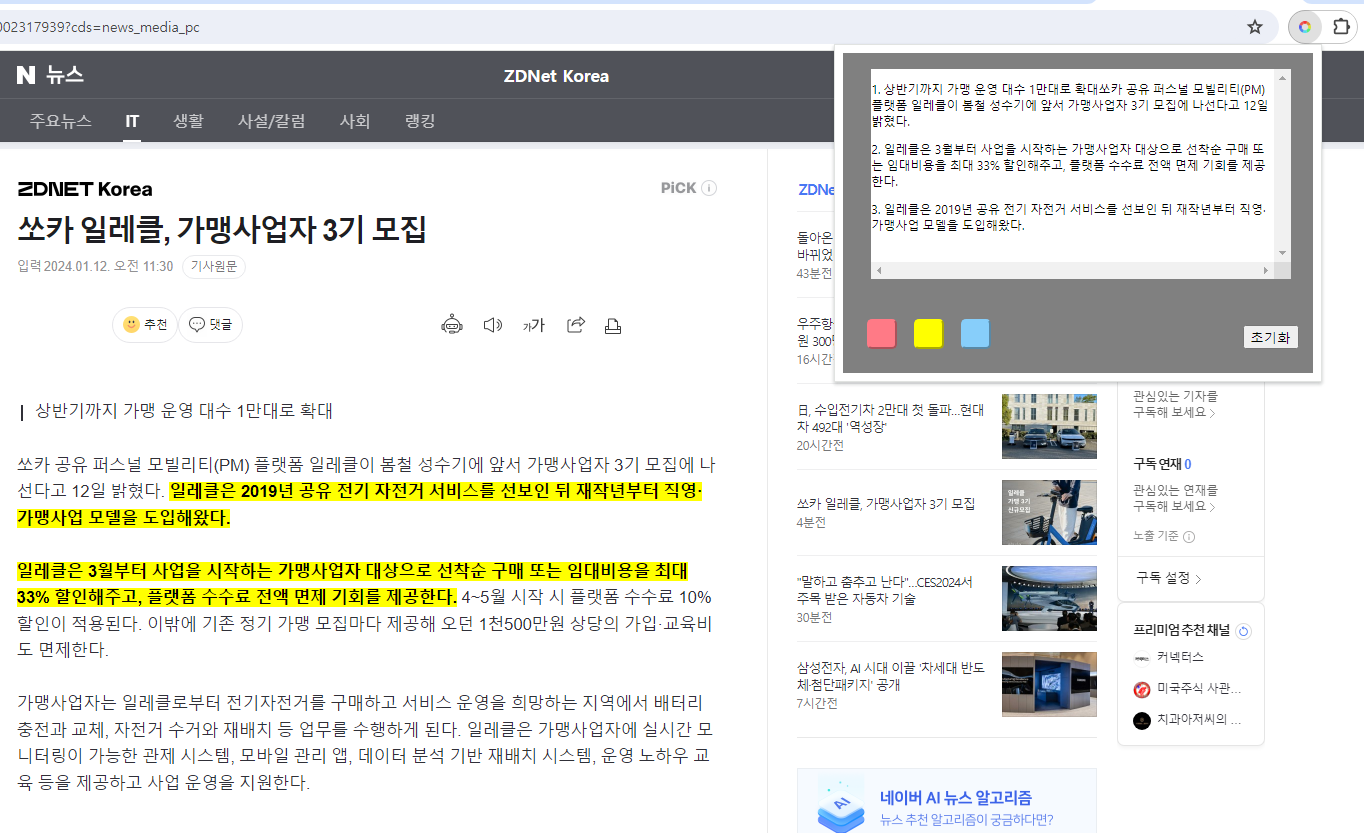 002317939?cds=news_media_pc
N 뉴스
ZDNet Korea
주요뉴스 IT 생활 사설/칼럼 사회 랭킹
ZDNET Korea
PiCK
쏘카 일레클, 가맹사업자 3기 모집
입력 2024.01.12. 오전 11:30
기사원문
추천
댓글
가가
상반기까지 가맹 운영 대수 1만대로 확대
쏘카 공유 퍼스널 모빌리티(PM) 플랫폼 일레클이 봄철 성수기에 앞서 가맹사업자 3기 모집에 나
선다고 12일 밝혔다. 일레클은 2019년 공유 전기 자전거 서비스를 선보인 뒤 재작년부터 직영·
가맹사업 모델을 도입해왔다.
일레클은 3월부터 사업을 시작하는 가맹사업자 대상으로 선착순 구매 또는 임대비용을 최대
33% 할인해주고, 플랫폼 수수료 전액 면제 기회를 제공한다. 4~5월 시작 시 플랫폼 수수료 10%
할인이 적용된다. 이밖에 기존 정기 가맹 모집마다 제공해 오던 1천500만원 상당의 가입·교육비
도 면제한다.
가맹사업자는 일레클로부터 전기자전거를 구매하고 서비스 운영을 희망하는 지역에서 배터리
충전과 교체, 자전거 수거와 재배치 등 업무를 수행하게 된다. 일레클은 가맹사업자에 실시간 모
니터링이 가능한 관제 시스템, 모바일 관리 앱, 데이터 분석 기반 재배치 시스템, 운영 노하우 교
육 등을 제공하고 사업 운영을 지원한다.
1. 상반기까지 가맹 운영 대수 1만대로 확대쏘카 공유 퍼스널 모빌리티(PM)
플랫폼 일레클이 봄철 성수기에 앞서 가맹사업자 3기 모집에 나선다고 12일
밝혔다.
2. 일레클은 3월부터 사업을 시작하는 가맹사업자 대상으로 선착순 구매 또
는 임대비용을 최대 33% 할인해주고, 플랫폼 수수료 전액 면제 기회를 제공
한다.
3. 일레클은 2019년 공유 전기 자전거 서비스를 선보인 뒤 재작년부터 직영·
가맹사업 모델을 도입해왔다.
초기화
ZDNe
돌아온
바뀌었
43분전
우주항
원 300
16시간
日, 수입전기차 2만대 첫 돌파…현대
차 492대 '역성장'
20시간전
쏘카 일레클, 가맹사업자 3기 모집
4분전
일레클
가맹 3기
신규모집
"말하고 춤추고 난다"…CES2024서
주목 받은 자동차 기술
30분전
삼성전자, AI 시대 이끌 '차세대 반도
체·첨단패키지' 공개
7시간전
AI
네이버 AI 뉴스 알고리즘
뉴스 추천 알고리즘이 궁금하다면?
관심있는 기자를
구독해 보세요
구독 연재 0
관심있는 연재를
구독해 보세요
노출 기준
구독 설정
프리미엄 추천 채널
커넥터스
미국주식 사관...
치과아저씨의 ...